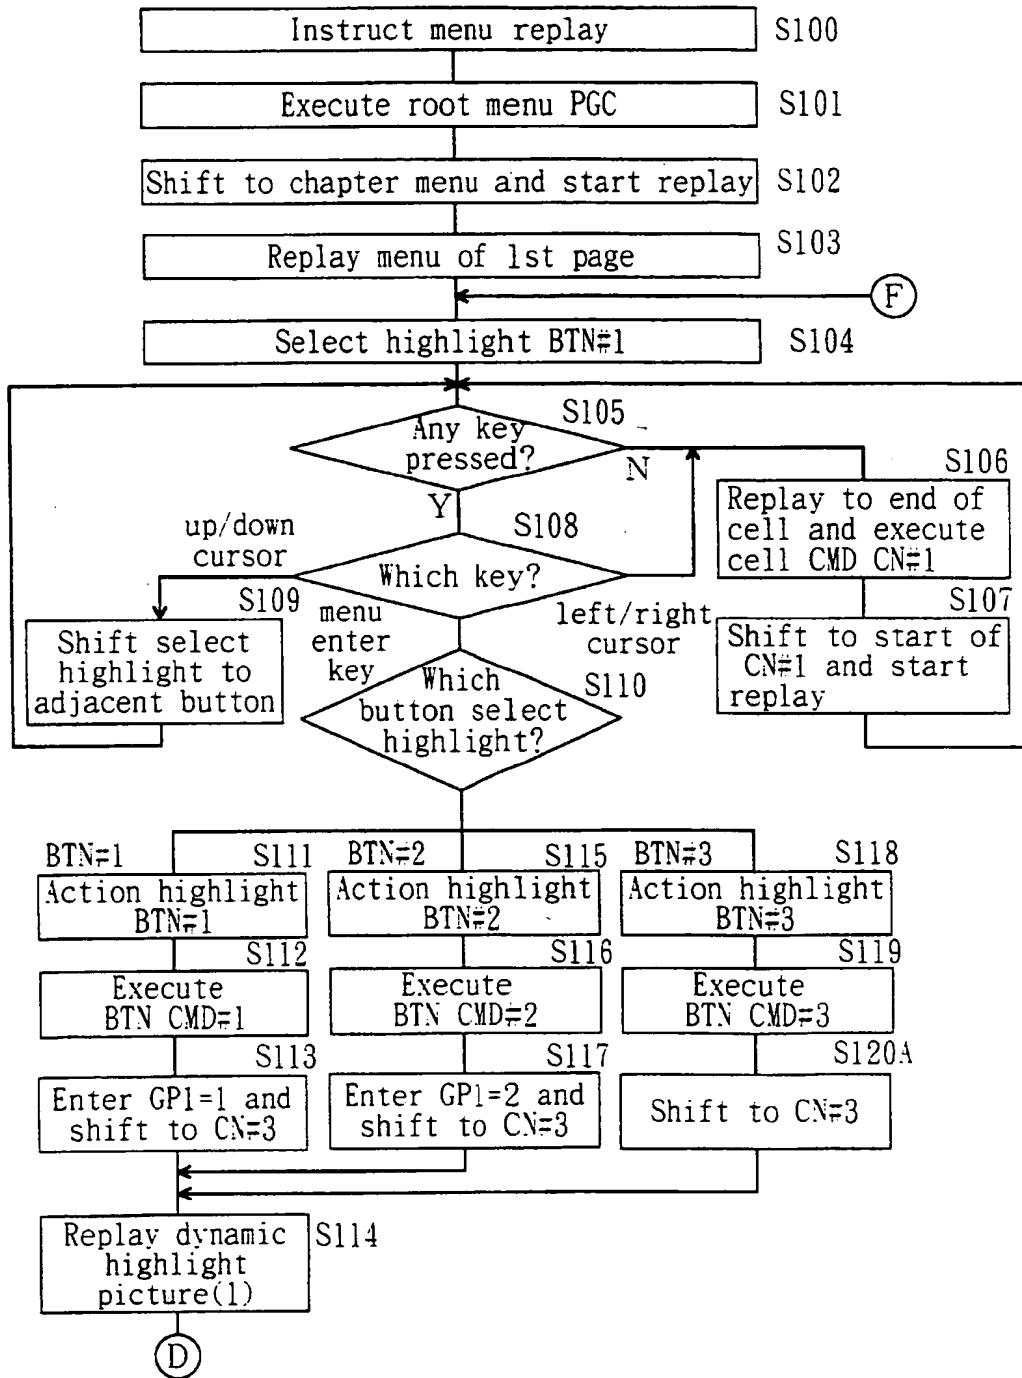 Instruct menu replay
S100
Execute root menu PGC
S101
Shift to chapter menu and start replay
S102
Replay menu of 1st page
S103
F
Select highlight BTN#1
S104
S105
Any key
pressed?
N
Y
S106
Replay to end of
cell and execute
cell CMD CN#1
S107
Shift to start of
CN#1 and start
replay
up/down
cursor
S108
Which key?
S109
Shift select
highlight to
adjacent button
menu
enter
key
left/right
cursor
S110
Which
button select
highlight?
BTN#1
S111
Action highlight
BTN#1
S112
Execute
BTN CMD#1
S113
Enter GP1=1 and
shift to CN#3
BTN#2
S115
Action highlight
BTN#2
S116
Execute
BTN CMD#2
S117
Enter GP1=2 and
shift to CN#3
BTN#3
S118
Action highlight
BTN#3
S119
Execute
BTN CMD#3
S120A
Shift to CN#3
Replay dynamic
highlight
picture(1)
S114
D